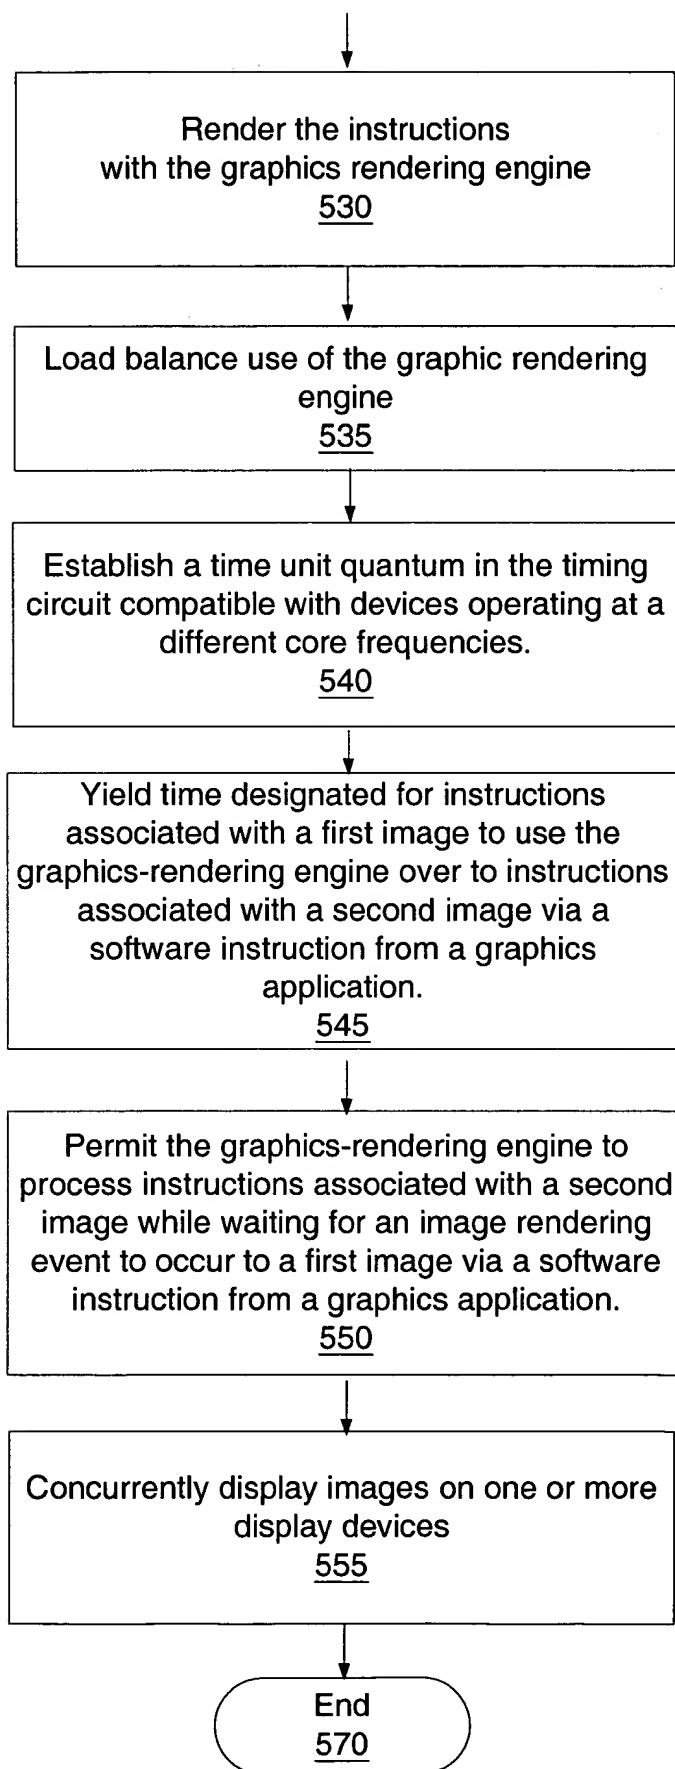 Render the instructions
with the graphics rendering engine
530
Load balance use of the graphic rendering
engine
535
Establish a time unit quantum in the timing
circuit compatible with devices operating at a
different core frequencies.
540
Yield time designated for instructions
associated with a first image to use the
graphics-rendering engine over to instructions
associated with a second image via a
software instruction from a graphics
application.
545
Permit the graphics-rendering engine to
process instructions associated with a second
image while waiting for an image rendering
event to occur to a first image via a software
instruction from a graphics application.
550
Concurrently display images on one or more
display devices
555
End
570